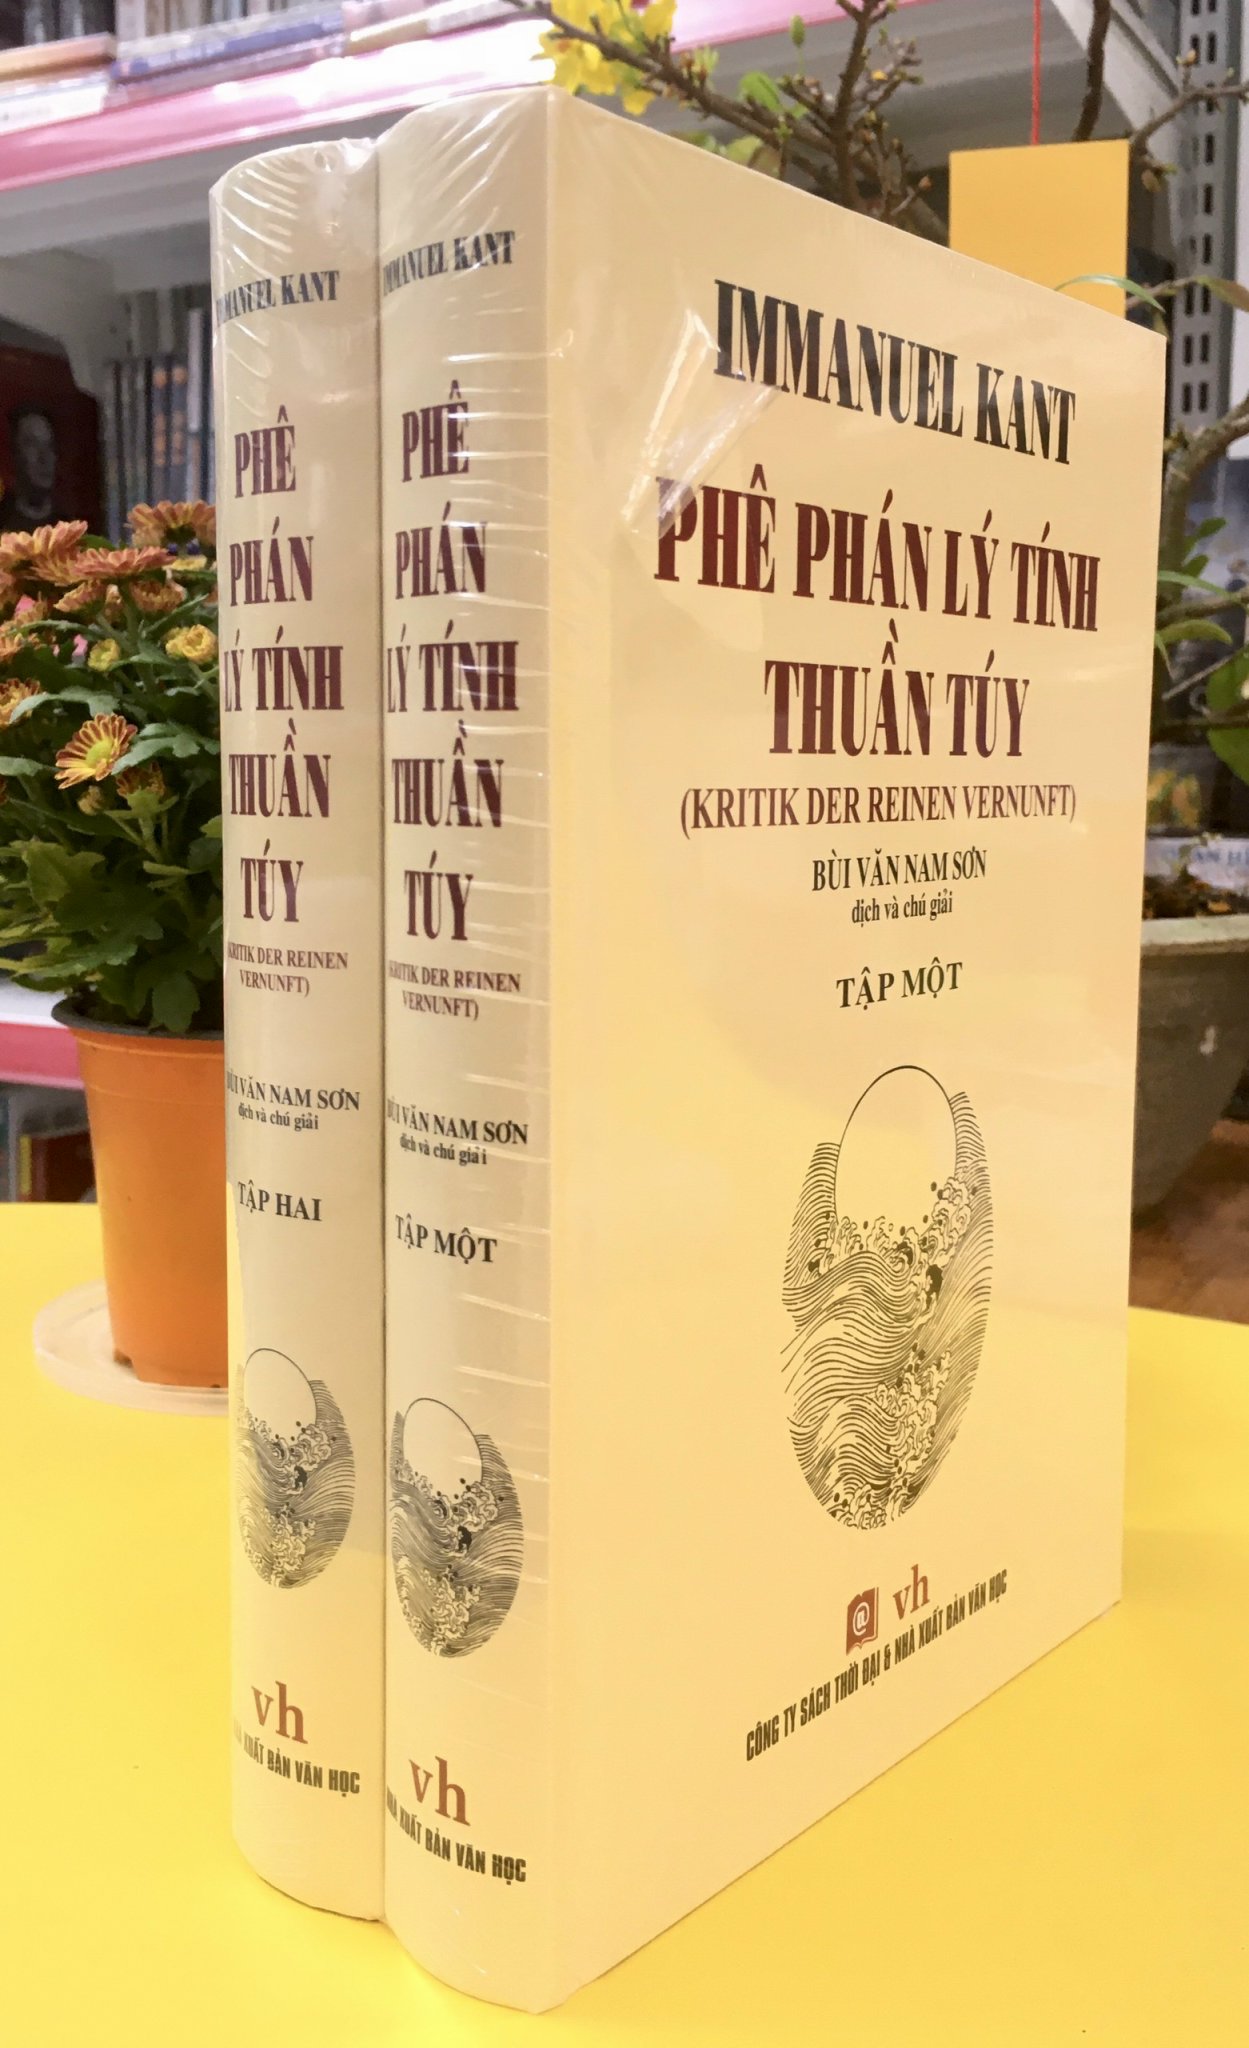 IMMANUEL KANT
PHÊ
PHÁN
LÝ TÍNH
THUẦN
TÚY
(KRITIK DER REINEN
VERNUNFT)
BÙI VĂN NAM SƠN
dịch và chú giải
TẬP HAI
vh
NHÀ XUẤT BẢN VĂN HỌC
IMMANUEL KANT
PHÊ
PHÁN
LÝ TÍNH
THUẦN
TÚY
(KRITIK DER REINEN
VERNUNFT)
BÙI VĂN NAM SƠN
dịch và chú giải
TẬP MỘT
vh
NHÀ XUẤT BẢN VĂN HỌC
IMMANUEL KANT
PHÊ PHÁN LÝ TÍNH
THUẦN TÚY
(KRITIK DER REINEN VERNUNFT)
BÙI VĂN NAM SƠN
dịch và chú giải
TẬP MỘT
@ vh
CÔNG TY SÁCH THỜI ĐẠI & NHÀ XUẤT BẢN VĂN HỌC